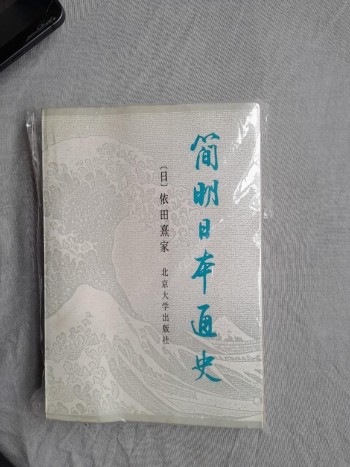 简明日本通史
〔日〕依田熹家
北京大学出版社